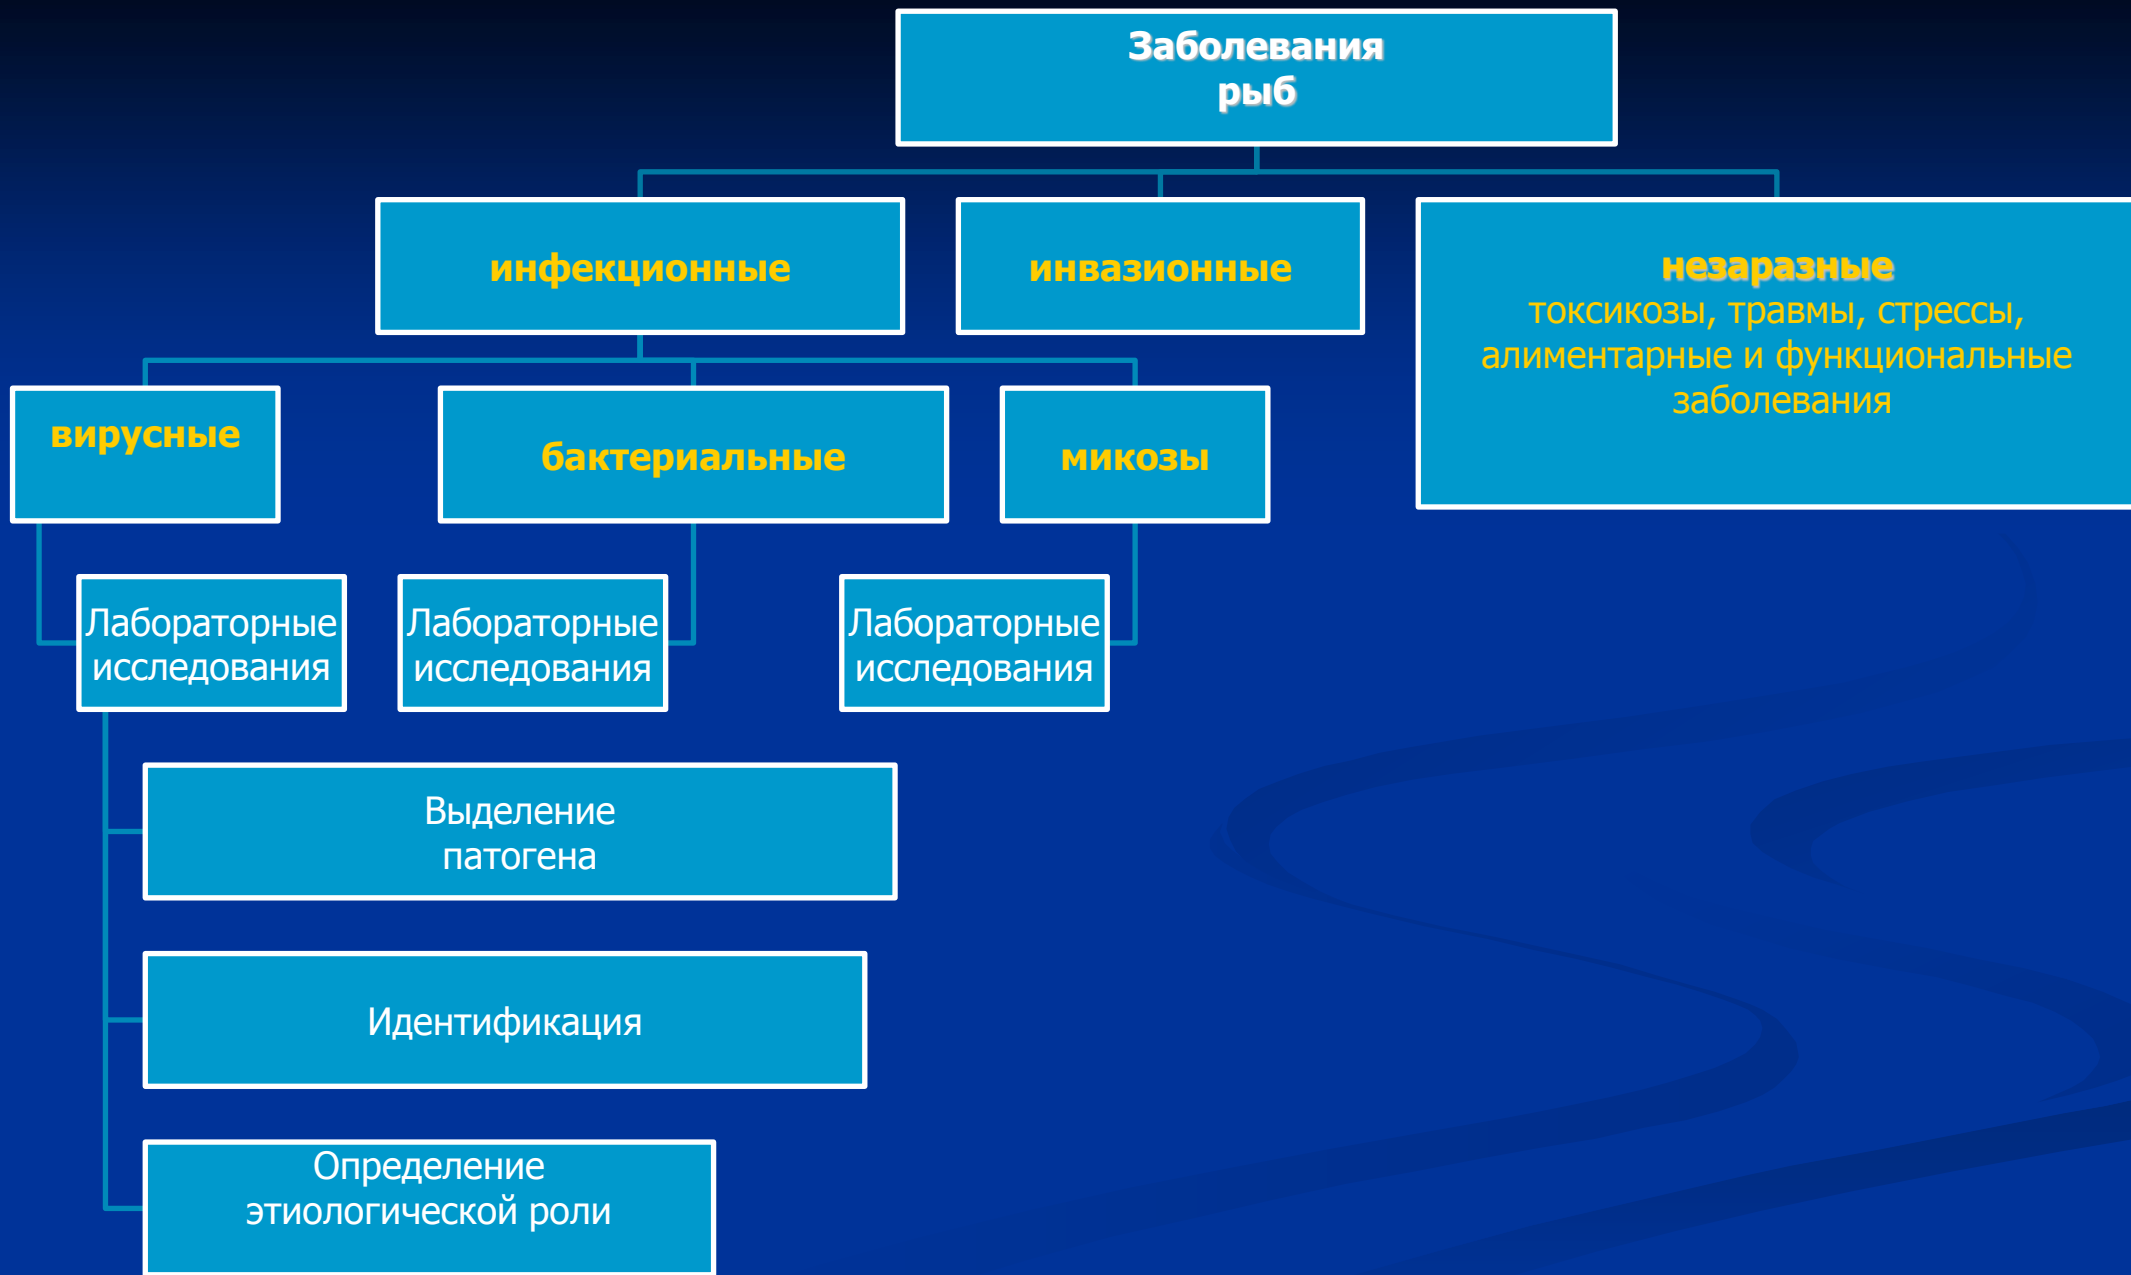 Заболевания
рыб
инфекционные
инвазионные
незаразные
токсикозы, травмы, стрессы,
алиментарные и функциональные
заболевания
вирусные
бактериальные
микозы
Лабораторные
исследования
Лабораторные
исследования
Лабораторные
исследования
Выделение
патогена
Идентификация
Определение
этиологической роли